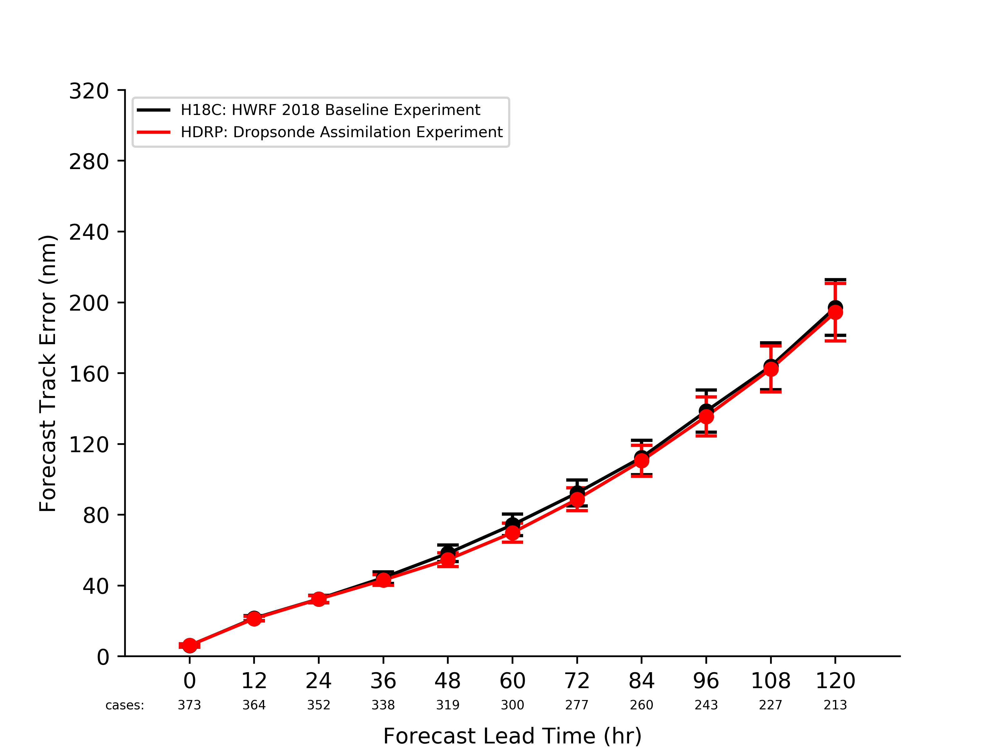 H18C: HWRF 2018 Baseline Experiment
HDRP: Dropsonde Assimilation Experiment
Forecast Track Error (nm)
320
280
240
200
160
120
80
40
0
0 12 24 36 48 60 72 84 96 108 120
cases: 373 364 352 338 319 300 277 260 243 227 213
Forecast Lead Time (hr)